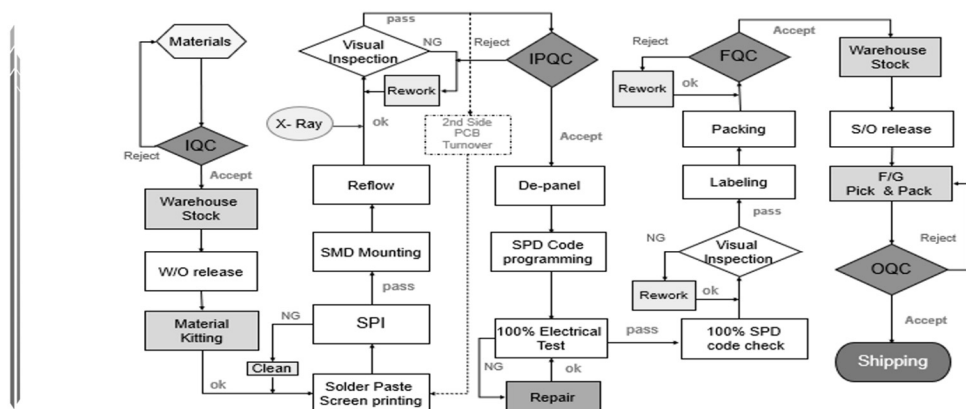 Materials
Reject
IQC
Accept
Warehouse
Stock
W/O release
Material
Kitting
ok
Solder Paste
Screen printing
Clean
NG
SPI
pass
SMD Mounting
Reflow
X- Ray
ok
Rework
NG
Visual
Inspection
pass
Reject
2nd Side
PCB
Turnover
IPQC
Accept
De-panel
SPD Code
programming
100% Electrical
Test
NG
ok
Repair
pass
100% SPD
code check
Rework
ok
NG
Visual
Inspection
pass
Labeling
Packing
Rework
ok
Reject
FQC
Accept
Warehouse
Stock
S/O release
F/G
Pick & Pack
Reject
OQC
Accept
Shipping